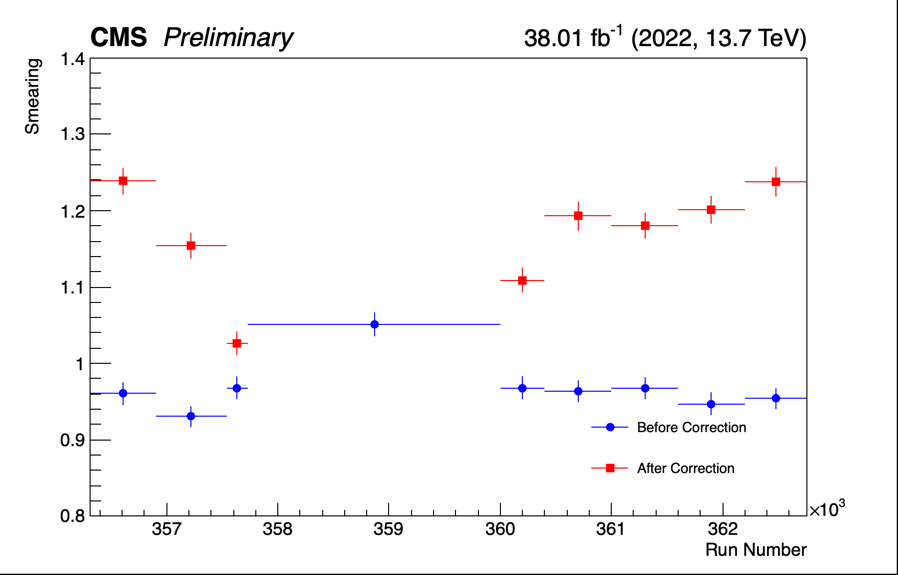 CMS Preliminary 38.01 fb⁻¹ (2022, 13.7 TeV)
Smearing
1.4
1.3
1.2
1.1
1
0.9
0.8
Before Correction
After Correction
357 358 359 360 361 362 ×10³
Run Number